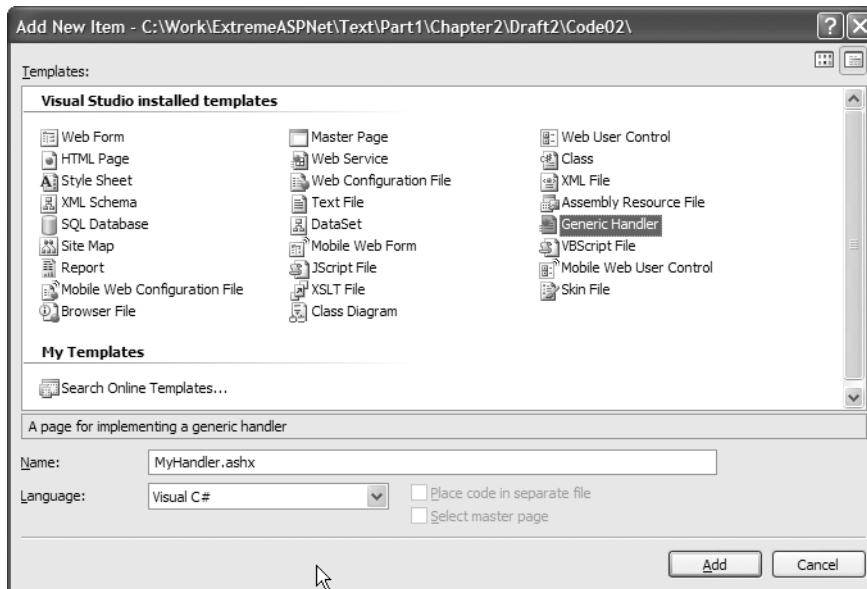 Add New Item - C:\Work\ExtremeASPNet\Text\Part1\Chapter2\Draft2\Code02\
Templates:
Visual Studio installed templates
Web Form
Master Page
Web User Control
HTML Page
Web Service
Class
Style Sheet
Web Configuration File
XML File
XML Schema
Text File
Assembly Resource File
SQL Database
DataSet
Generic Handler
Site Map
Mobile Web Form
VBScript File
Report
JScript File
Mobile Web User Control
Mobile Web Configuration File
XSLT File
Skin File
Browser File
Class Diagram
My Templates
Search Online Templates...
A page for implementing a generic handler
Name: MyHandler.ashx
Language: Visual C# Place code in separate file
Select master page
Add Cancel